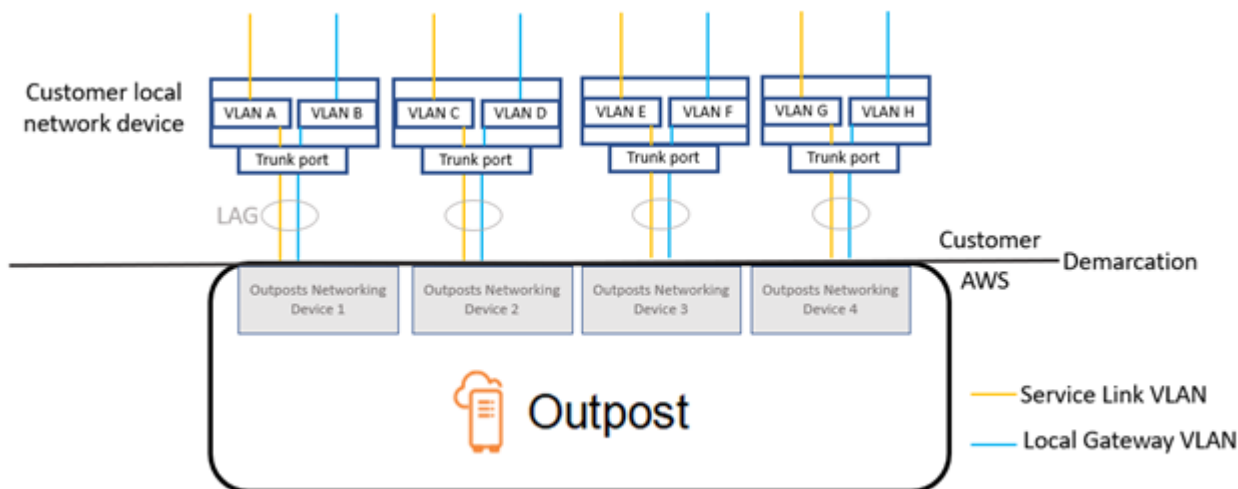 Customer local
network device
VLAN A
VLAN B
VLAN C
VLAN D
VLAN E
VLAN F
VLAN G
VLAN H
Trunk port
Trunk port
Trunk port
Trunk port
LAG
Customer
AWS
Demarcation
Outposts Networking
Device 1
Outposts Networking
Device 2
Outposts Networking
Device 3
Outposts Networking
Device 4
Outpost
Service Link VLAN
Local Gateway VLAN